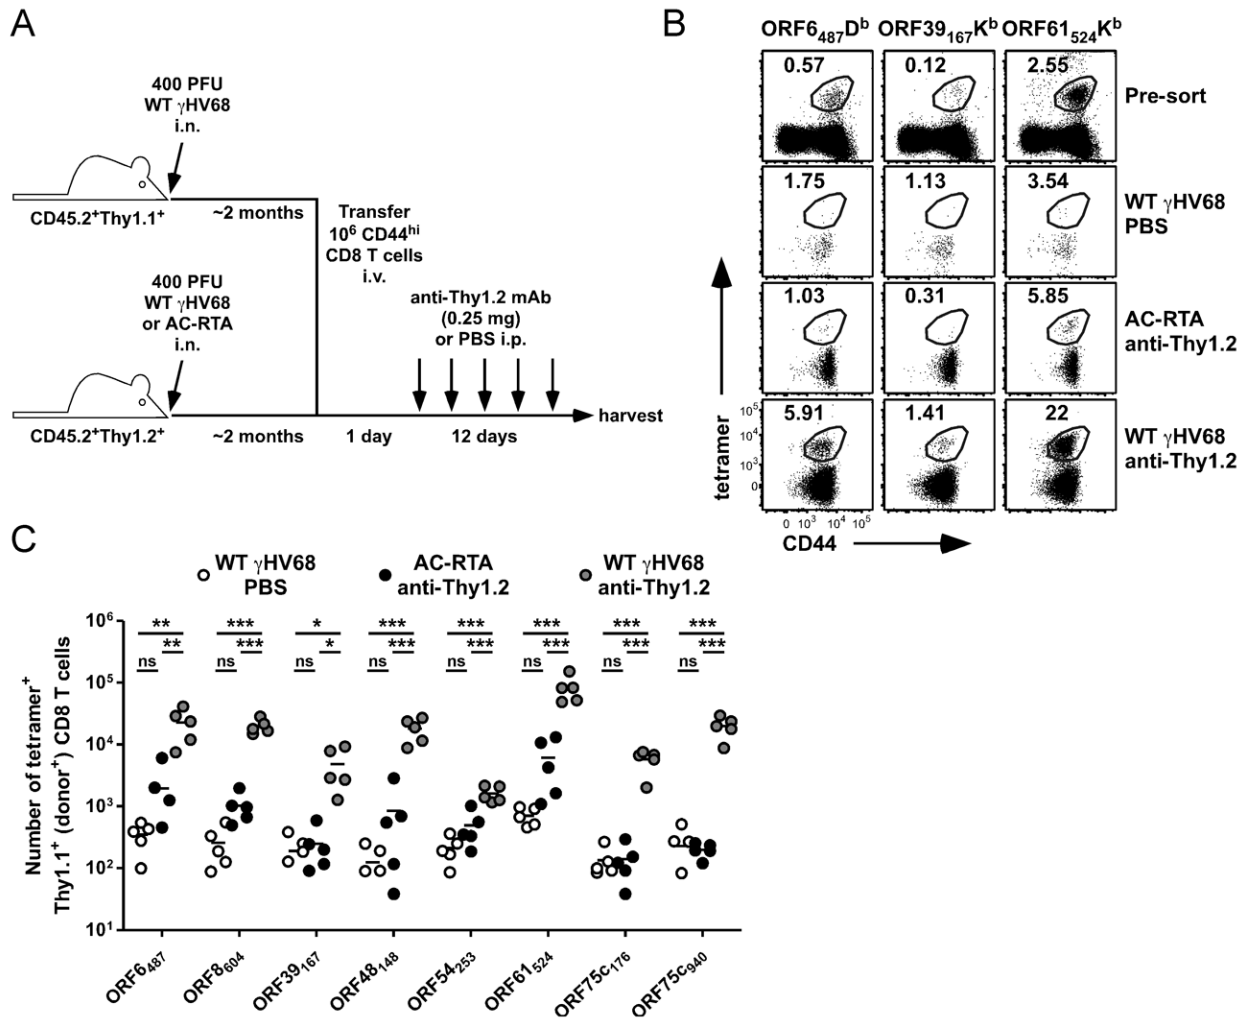 A
400 PFU
WT γHV68
i.n.
CD45.2⁺Thy1.1⁺
~2 months
Transfer
10⁶ CD44ʰⁱ
CD8 T cells
i.v.
400 PFU
WT γHV68
or AC-RTA
i.n.
anti-Thy1.2 mAb
(0.25 mg)
or PBS i.p.
CD45.2⁺Thy1.2⁺
~2 months
1 day
12 days
harvest
B
ORF6₄₈₇Dᵇ ORF39₁₆₇Kᵇ ORF61₅₂₄Kᵇ
0.57 0.12 2.55
Pre-sort
1.75 1.13 3.54
WT γHV68
PBS
1.03 0.31 5.85
AC-RTA
anti-Thy1.2
5.91 1.41 22
WT γHV68
anti-Thy1.2
tetramer
10⁵
10⁴
10³
0
0 10³ 10⁴ 10⁵
CD44
C
WT γHV68
PBS
AC-RTA
anti-Thy1.2
WT γHV68
anti-Thy1.2
Number of tetramer⁺
Thy1.1⁺ (donor⁺) CD8 T cells
10⁶
10⁵
10⁴
10³
10²
10¹
** *** * *** *** *** *** ***
** *** * *** *** *** *** ***
ns ns ns ns ns ns ns ns
ORF6₄₈₇
ORF8₆₀₄
ORF39₁₆₇
ORF48₁₄₈
ORF54₂₅₃
ORF61₅₂₄
ORF75c₁₇₆
ORF75c₉₄₀